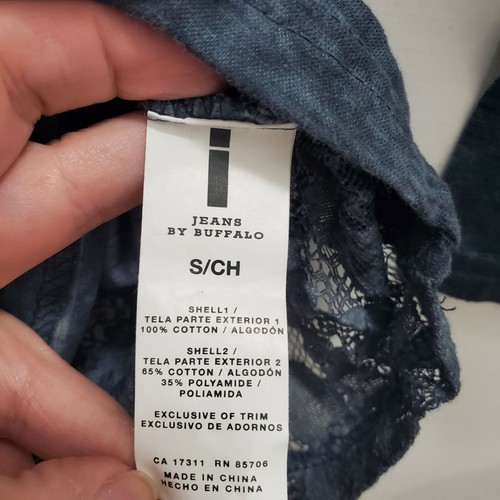 i
JEANS
BY BUFFALO
S/CH
SHELL1 /
TELA PARTE EXTERIOR 1
100% COTTON / ALGODÓN
SHELL2 /
TELA PARTE EXTERIOR 2
65% COTTON / ALGODÓN
35% POLYAMIDE /
POLIAMIDA
EXCLUSIVE OF TRIM
EXCLUSIVO DE ADORNOS
CA 17311 RN 85706
MADE IN CHINA
HECHO EN CHINA